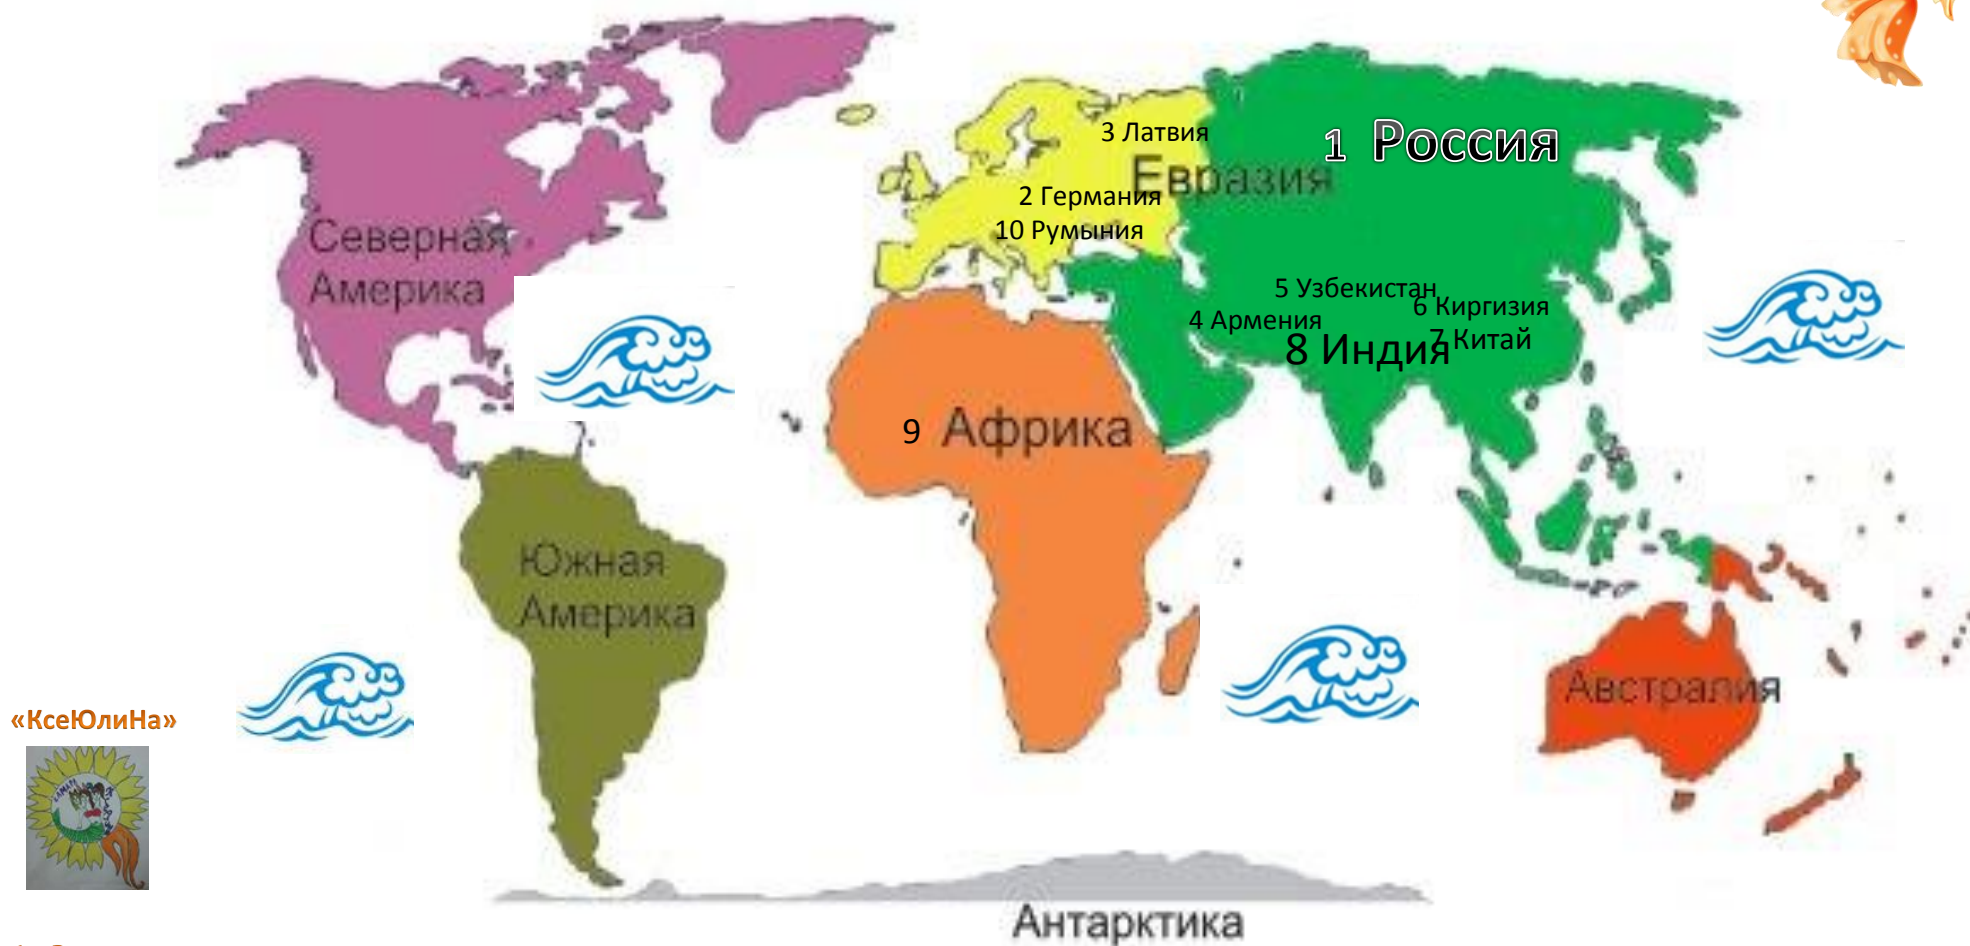 3 Латвия
1 Россия
Евразия
2 Германия
10 Румыния
Северная
Америка
5 Узбекистан
6 Киргизия
4 Армения
7 Китай
8 Индия
9 Африка
Южная
Америка
Австралия
«КсеЮлиНа»
Антарктика